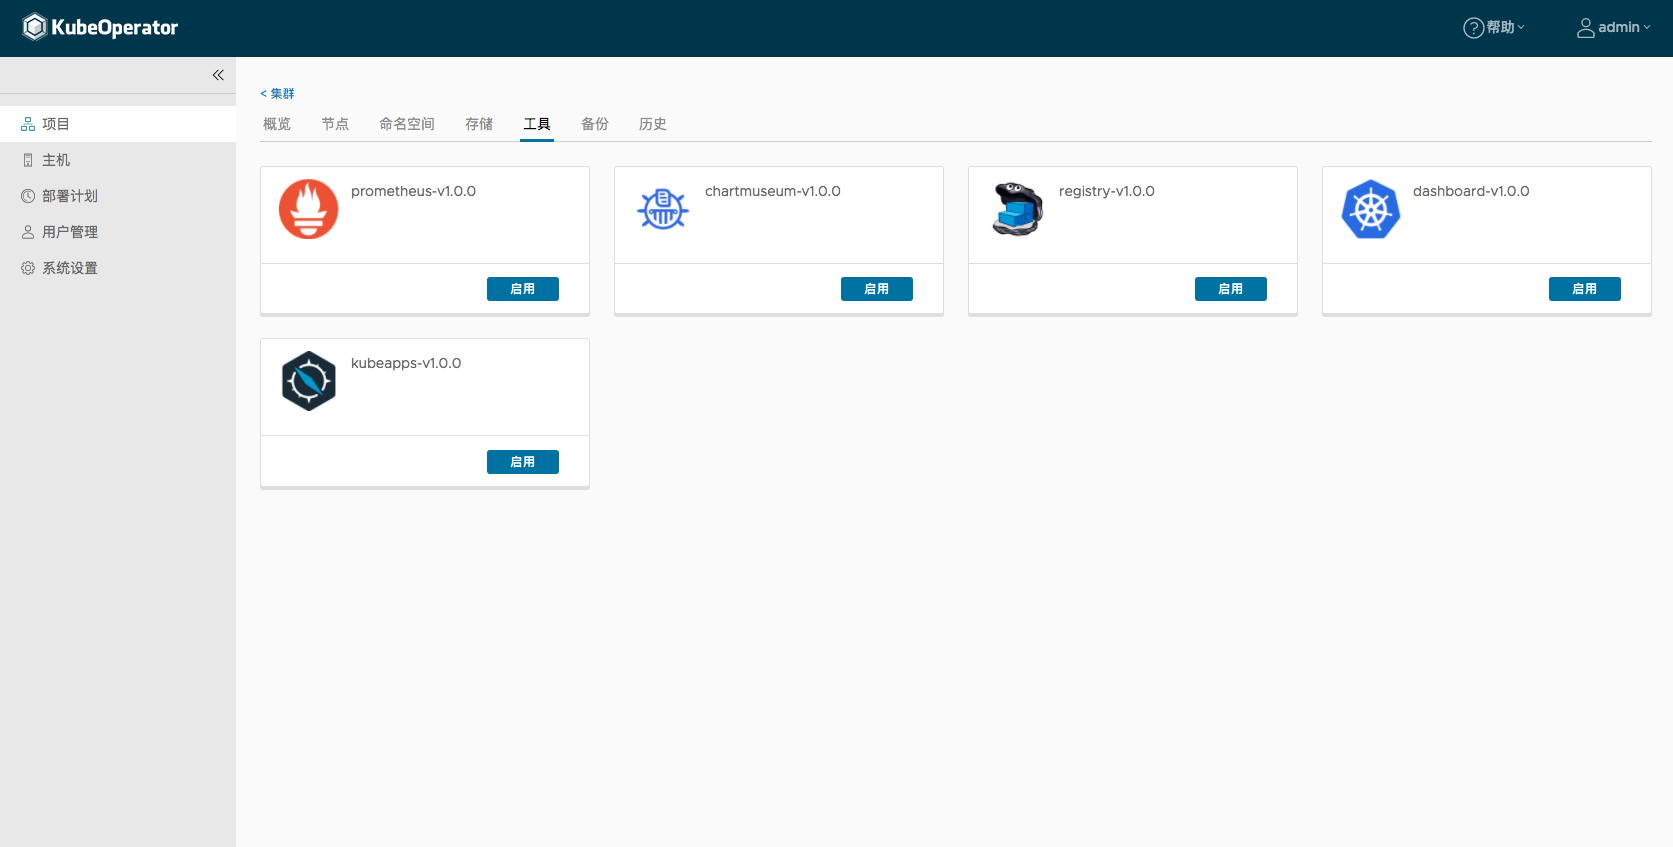 KubeOperator
帮助
admin
项目
主机
部署计划
用户管理
系统设置
< 集群
概览 节点 命名空间 存储 工具 备份 历史
prometheus-v1.0.0
启用
chartmuseum-v1.0.0
启用
registry-v1.0.0
启用
dashboard-v1.0.0
启用
kubeapps-v1.0.0
启用